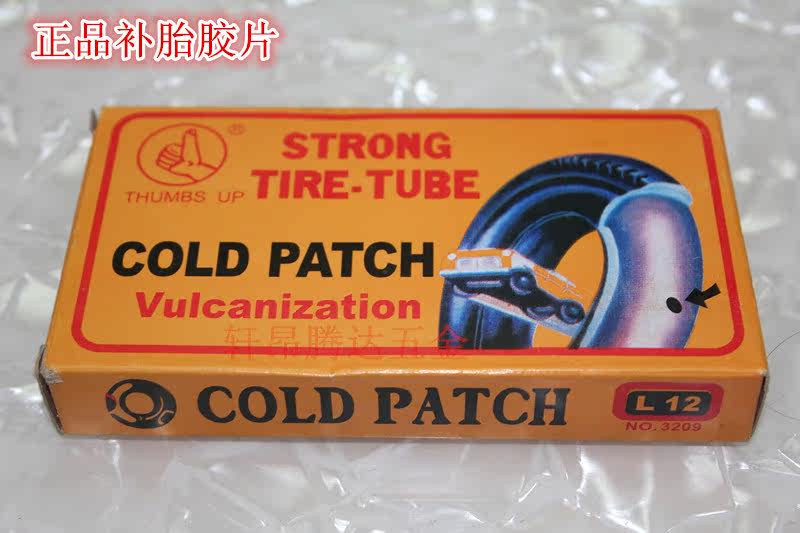 正品补胎胶片
®
THUMBS UP
STRONG
TIRE-TUBE
COLD PATCH
Vulcanization
轩昂腾达五金
COLD PATCH
L 12
NO.3209